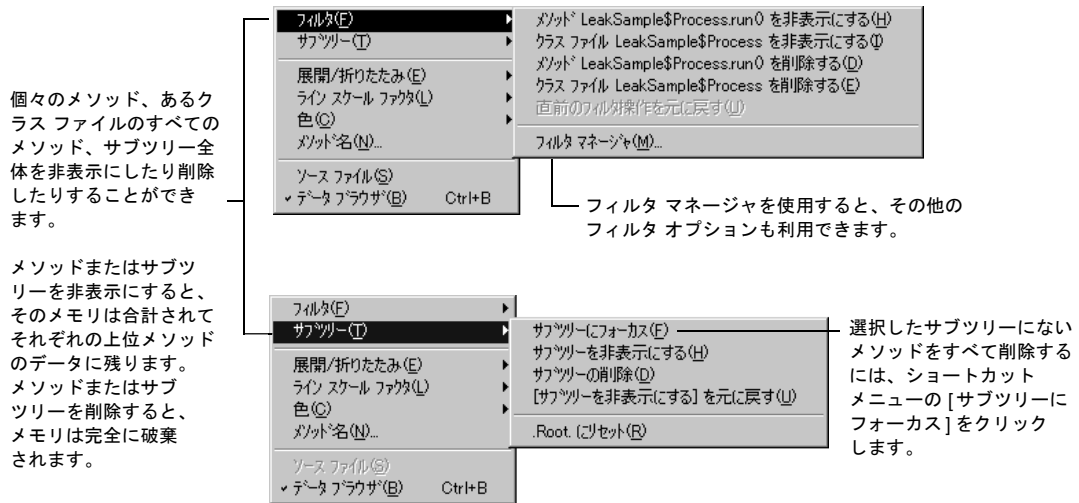 個々のメソッド、あるク
ラス ファイルのすべての
メソッド、サブツリー全
体を非表示にしたり削除
したりすることができ
ます。
メソッドまたはサブツ
リーを非表示にすると、
そのメモリは合計されて
それぞれの上位メソッド
のデータに残ります。
メソッドまたはサブ
ツリーを削除すると、
メモリは完全に破棄
されます。
フィルタ(F)
サブツリー(T)
展開/折りたたみ(E)
ライン スケール ファクタ(L)
色(C)
メソッド名(N)...
ソース ファイル(S)
データ ブラウザ(B) Ctrl+B
メソッド LeakSample$Process.run() を非表示にする(H)
クラス ファイル LeakSample$Process を非表示にする(I)
メソッド LeakSample$Process.run() を削除する(D)
クラス ファイル LeakSample$Process を削除する(E)
直前のフィルタ操作を元に戻す(U)
フィルタ マネージャ(M)...
フィルタ マネージャを使用すると、その他の
フィルタ オプションも利用できます。
フィルタ(F)
サブツリー(T)
展開/折りたたみ(E)
ライン スケール ファクタ(L)
色(C)
メソッド名(N)...
ソース ファイル(S)
データ ブラウザ(B) Ctrl+B
サブツリーにフォーカス(F)
サブツリーを非表示にする(H)
サブツリーの削除(D)
[サブツリーを非表示にする] を元に戻す(U)
.Root. にリセット(R)
選択したサブツリーにない
メソッドをすべて削除する
には、ショートカット
メニューの [ サブツリーに
フォーカス ] をクリック
します。